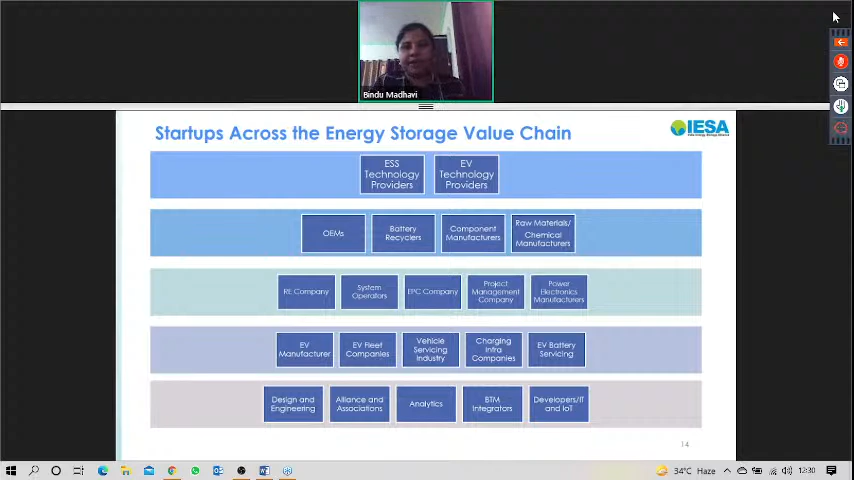 Bindu Madhavi
Startups Across the Energy Storage Value Chain
IESA
ESS
Technology
Providers
EV
Technology
Providers
OEMs
Battery
Recyclers
Component
Manufacturers
Raw Materials/
Chemical
Manufacturers
RE Company
System
Operators
EPC Company
Project
Management
Company
Power
Electronics
Manufacturers
EV
Manufacturer
EV Fleet
Companies
Vehicle
Servicing
Industry
Charging
Infra
Companies
EV Battery
Servicing
Design and
Engineering
Alliance and
Associations
Analytics
BTM
Integrators
Developers/IT
and IoT
14
34°C Haze
12:30